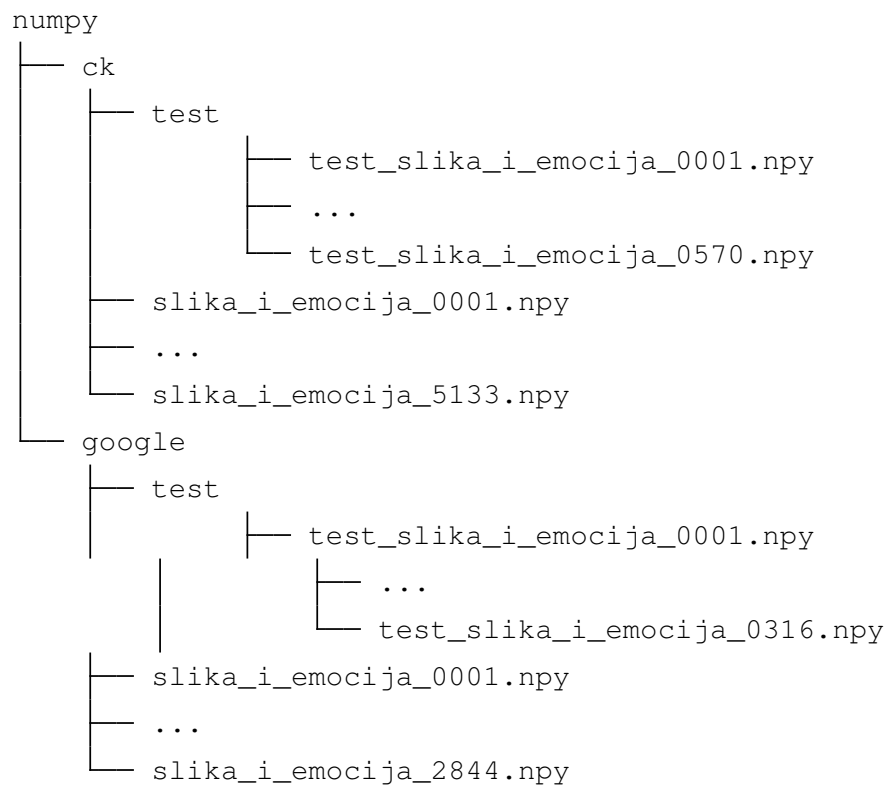 numpy
├── ck
│   ├── test
│   │   ├── test_slika_i_emocija_0001.npy
│   │   ├── ...
│   │   └── test_slika_i_emocija_0570.npy
│   ├── slika_i_emocija_0001.npy
│   ├── ...
│   └── slika_i_emocija_5133.npy
└── google
├── test
│   ├── test_slika_i_emocija_0001.npy
│   ├── ...
│   └── test_slika_i_emocija_0316.npy
├── slika_i_emocija_0001.npy
├── ...
└── slika_i_emocija_2844.npy